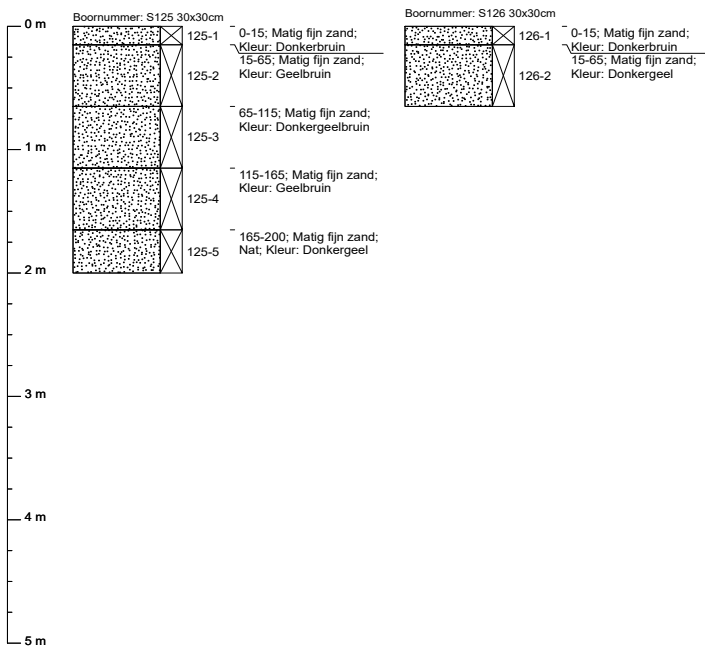 Boornummer: S125 30x30cm
0 m
125-1
0-15; Matig fijn zand;
Kleur: Donkerbruin
125-2
15-65; Matig fijn zand;
Kleur: Geelbruin
125-3
65-115; Matig fijn zand;
Kleur: Donkergeelbruin
1 m
125-4
115-165; Matig fijn zand;
Kleur: Geelbruin
125-5
165-200; Matig fijn zand;
Nat; Kleur: Donkergeel
2 m
3 m
4 m
5 m
Boornummer: S126 30x30cm
126-1
0-15; Matig fijn zand;
Kleur: Donkerbruin
126-2
15-65; Matig fijn zand;
Kleur: Donkergeel